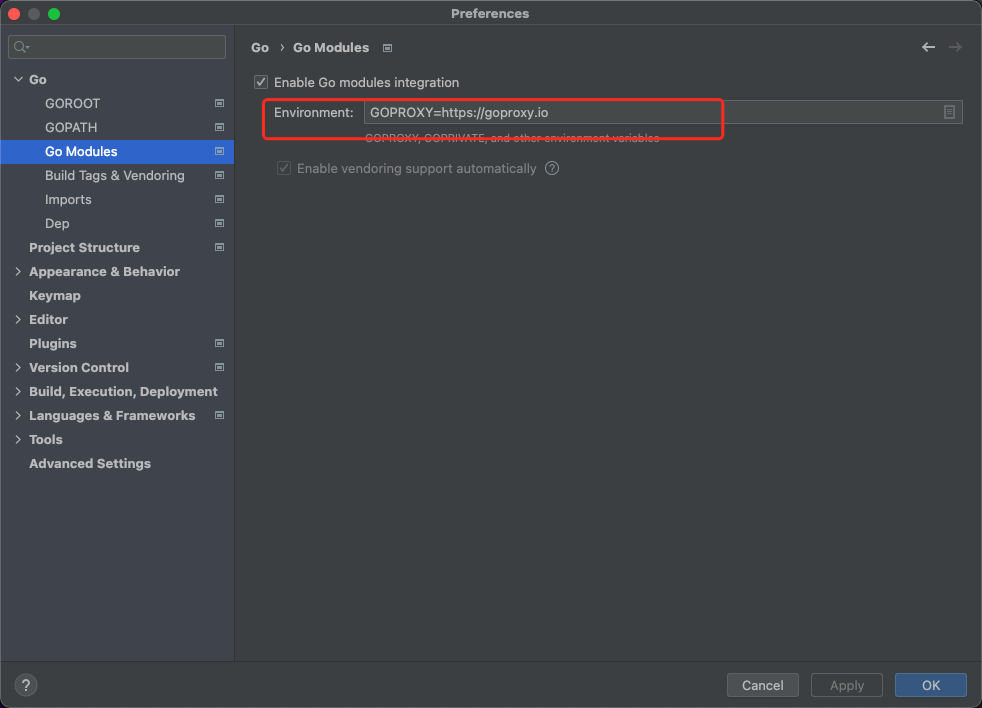 Preferences
Go
GOROOT
GOPATH
Go Modules
Build Tags & Vendoring
Imports
Dep
Project Structure
Appearance & Behavior
Keymap
Editor
Plugins
Version Control
Build, Execution, Deployment
Languages & Frameworks
Tools
Advanced Settings
Go › Go Modules
Enable Go modules integration
Environment: GOPROXY=https://goproxy.io
GOPROXY, GOPRIVATE, and other environment variables
Enable vendoring support automatically ?
? Cancel Apply OK